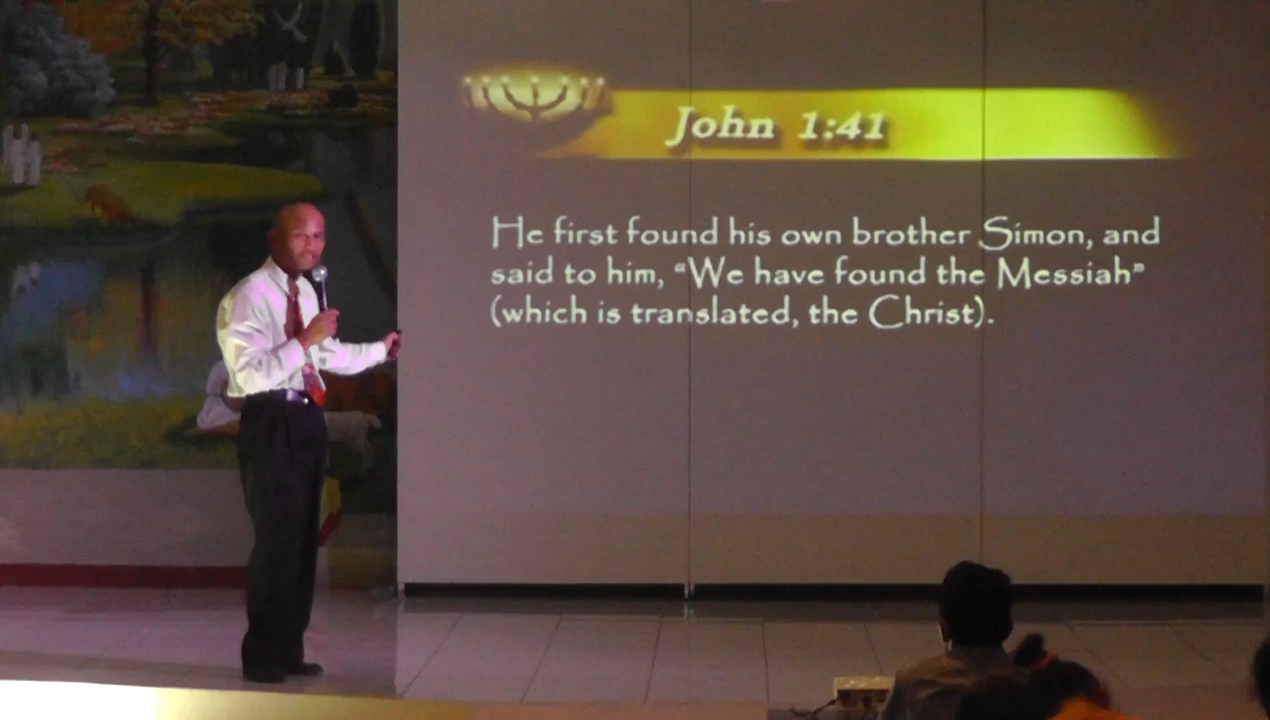 John 1:41
He first found his own brother Simon, and
said to him, “We have found the Messiah”
(which is translated, the Christ).